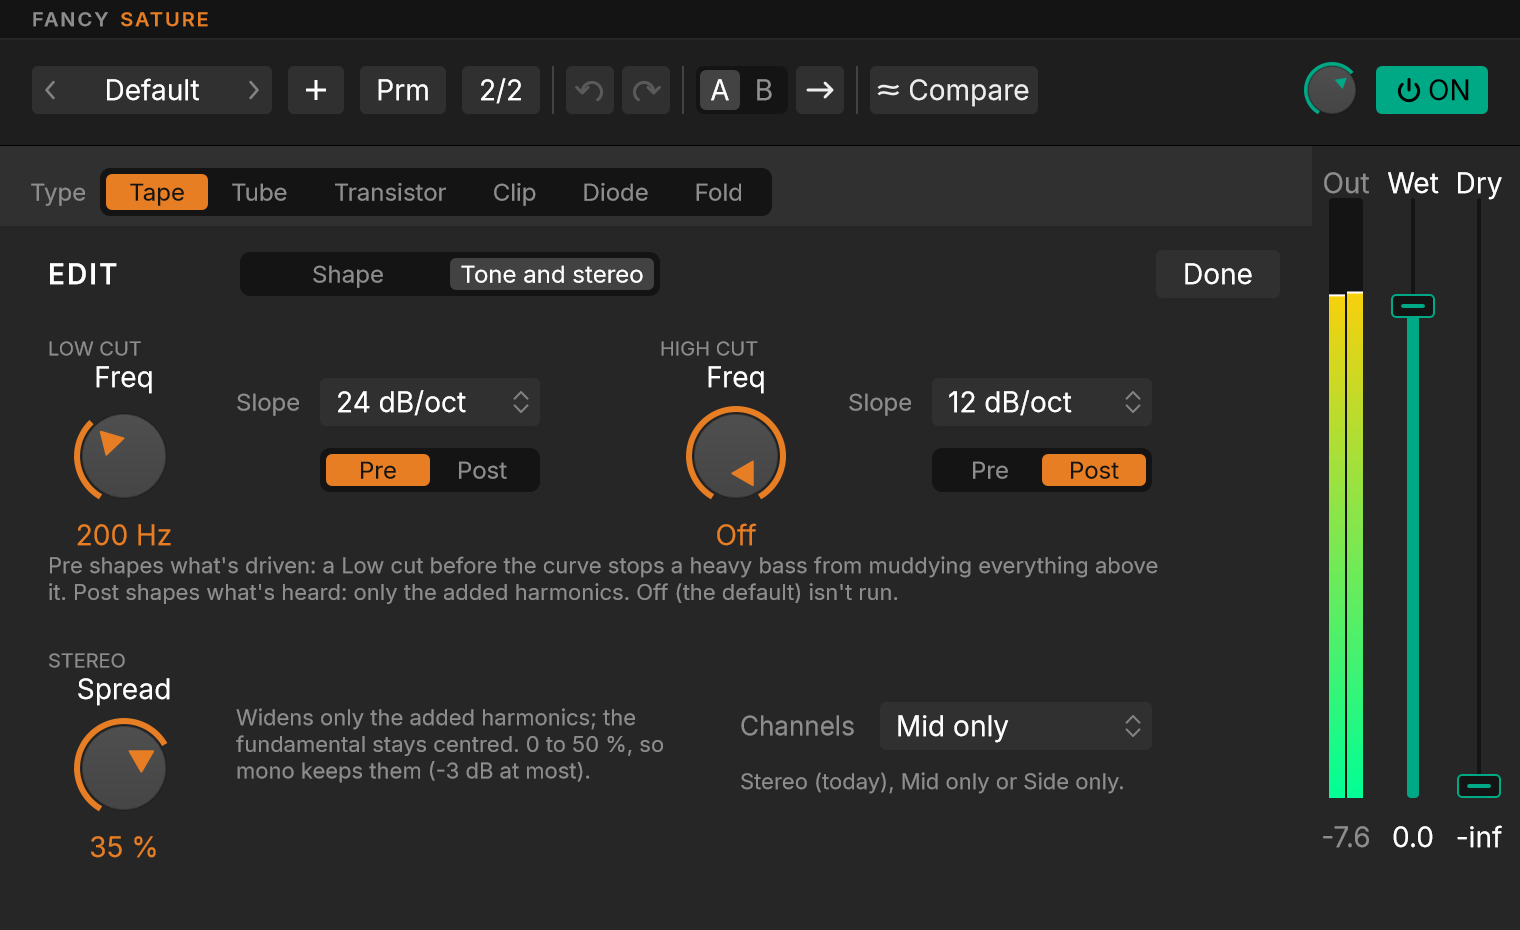 FANCY SATURE
Default + Prm 2/2 A B → ≈ Compare ON
Type Tape Tube Transistor Clip Diode Fold
Out Wet Dry
EDIT Shape Tone and stereo Done
LOW CUT
Freq
Slope 24 dB/oct
Pre Post
200 Hz
HIGH CUT
Freq
Slope 12 dB/oct
Pre Post
Off
Pre shapes what's driven: a Low cut before the curve stops a heavy bass from muddying everything above
it. Post shapes what's heard: only the added harmonics. Off (the default) isn't run.
STEREO
Spread
35 %
Widens only the added harmonics; the
fundamental stays centred. 0 to 50 %, so
mono keeps them (-3 dB at most).
Channels Mid only
Stereo (today), Mid only or Side only.
-7.6 0.0 -inf